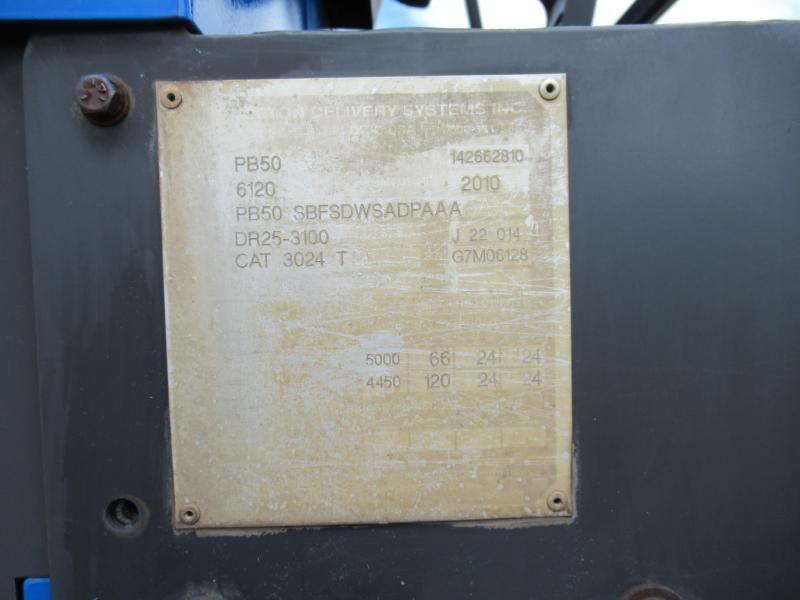 DELIVERY SYSTEMS INC
PB50 142662810
6120 2010
PB50 SBFSDWSADPAAA
DR25-3100 J 22 014
CAT 3024 T G7M06128
5000 66 24 24
4450 120 24 24